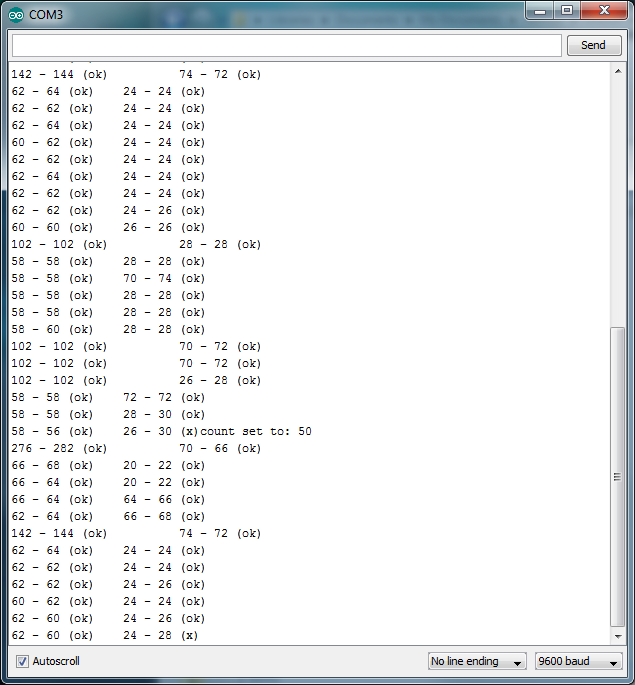 COM3
Send
142 - 144 (ok) 74 - 72 (ok)
62 - 64 (ok) 24 - 24 (ok)
62 - 62 (ok) 24 - 24 (ok)
62 - 64 (ok) 24 - 24 (ok)
60 - 62 (ok) 24 - 24 (ok)
62 - 62 (ok) 24 - 24 (ok)
62 - 64 (ok) 24 - 24 (ok)
62 - 62 (ok) 24 - 24 (ok)
62 - 62 (ok) 24 - 26 (ok)
60 - 60 (ok) 26 - 26 (ok)
102 - 102 (ok) 28 - 28 (ok)
58 - 58 (ok) 28 - 28 (ok)
58 - 58 (ok) 70 - 74 (ok)
58 - 58 (ok) 28 - 28 (ok)
58 - 58 (ok) 28 - 28 (ok)
58 - 60 (ok) 28 - 28 (ok)
102 - 102 (ok) 70 - 72 (ok)
102 - 102 (ok) 70 - 72 (ok)
102 - 102 (ok) 26 - 28 (ok)
58 - 58 (ok) 72 - 72 (ok)
58 - 58 (ok) 28 - 30 (ok)
58 - 56 (ok) 26 - 30 (x)count set to: 50
276 - 282 (ok) 70 - 66 (ok)
66 - 68 (ok) 20 - 22 (ok)
66 - 64 (ok) 20 - 22 (ok)
66 - 64 (ok) 64 - 66 (ok)
62 - 64 (ok) 66 - 68 (ok)
142 - 144 (ok) 74 - 72 (ok)
62 - 64 (ok) 24 - 24 (ok)
62 - 62 (ok) 24 - 24 (ok)
62 - 62 (ok) 24 - 26 (ok)
60 - 62 (ok) 24 - 24 (ok)
62 - 60 (ok) 24 - 26 (ok)
62 - 60 (ok) 24 - 28 (x)
Autoscroll
No line ending
9600 baud